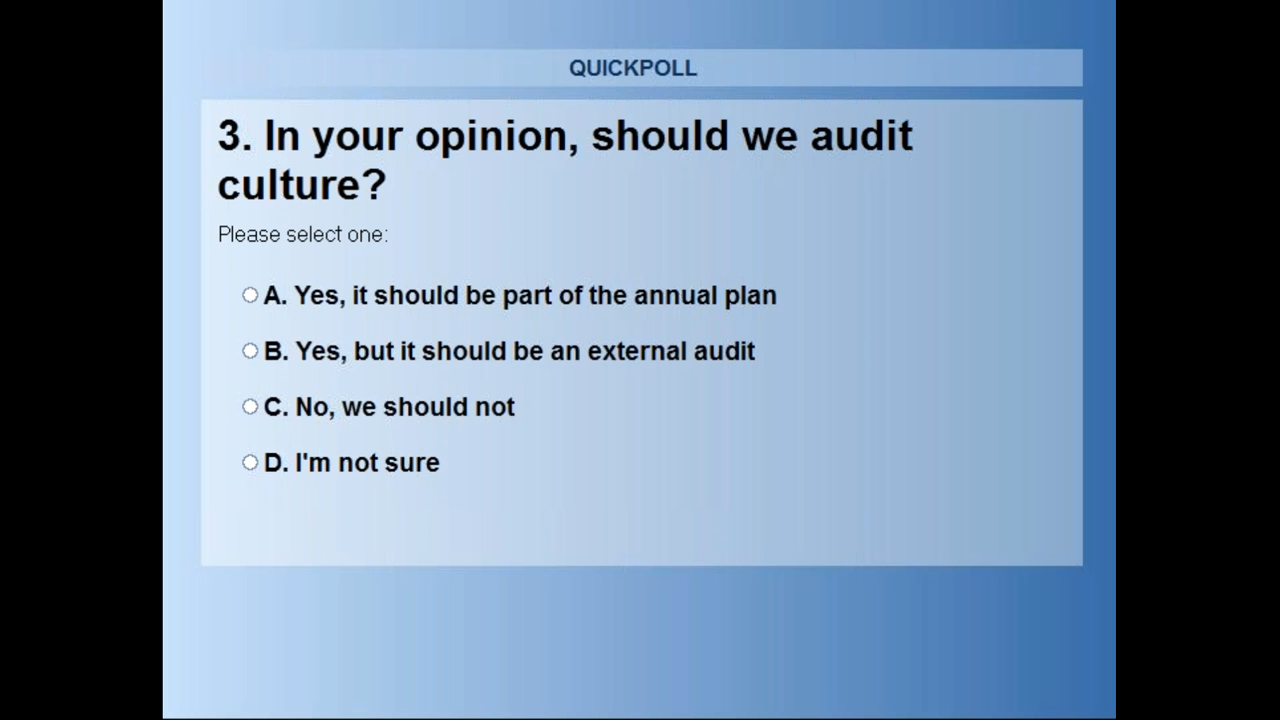 QUICKPOLL
3. In your opinion, should we audit
culture?
Please select one:
A. Yes, it should be part of the annual plan
B. Yes, but it should be an external audit
C. No, we should not
D. I'm not sure